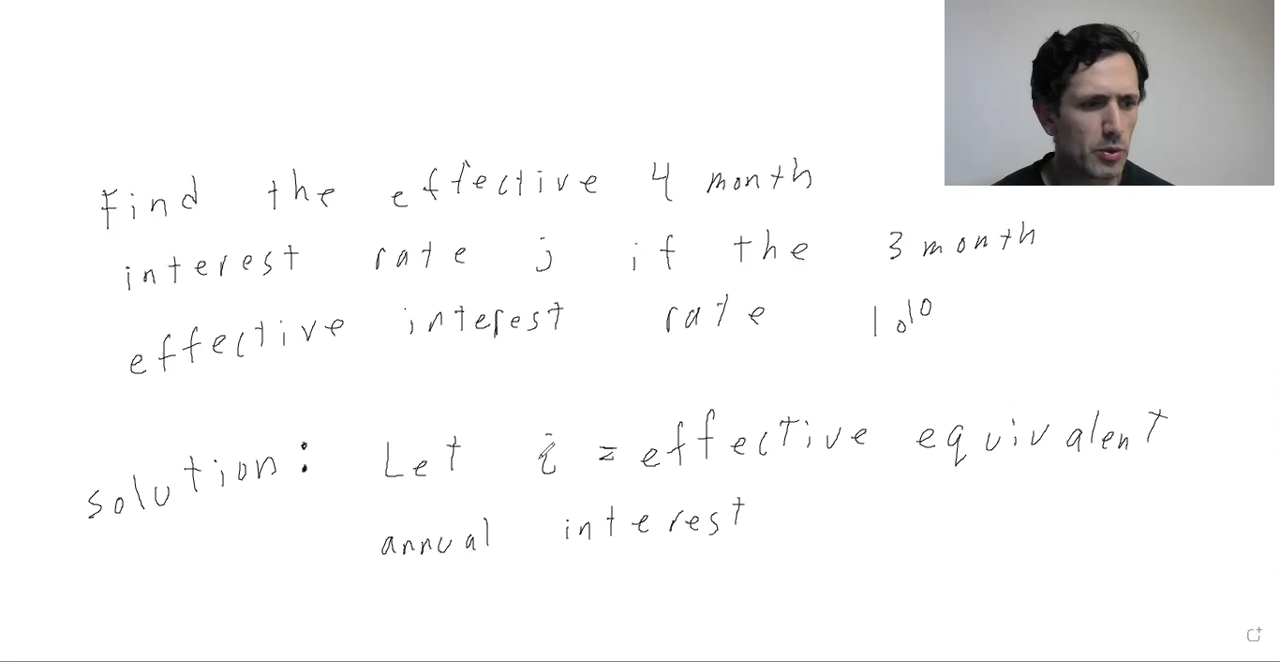 Find the effective 4 month
interest rate j if the 3 month
effective interest rate 1%
solution: Let i = effective equivalent
annual interest